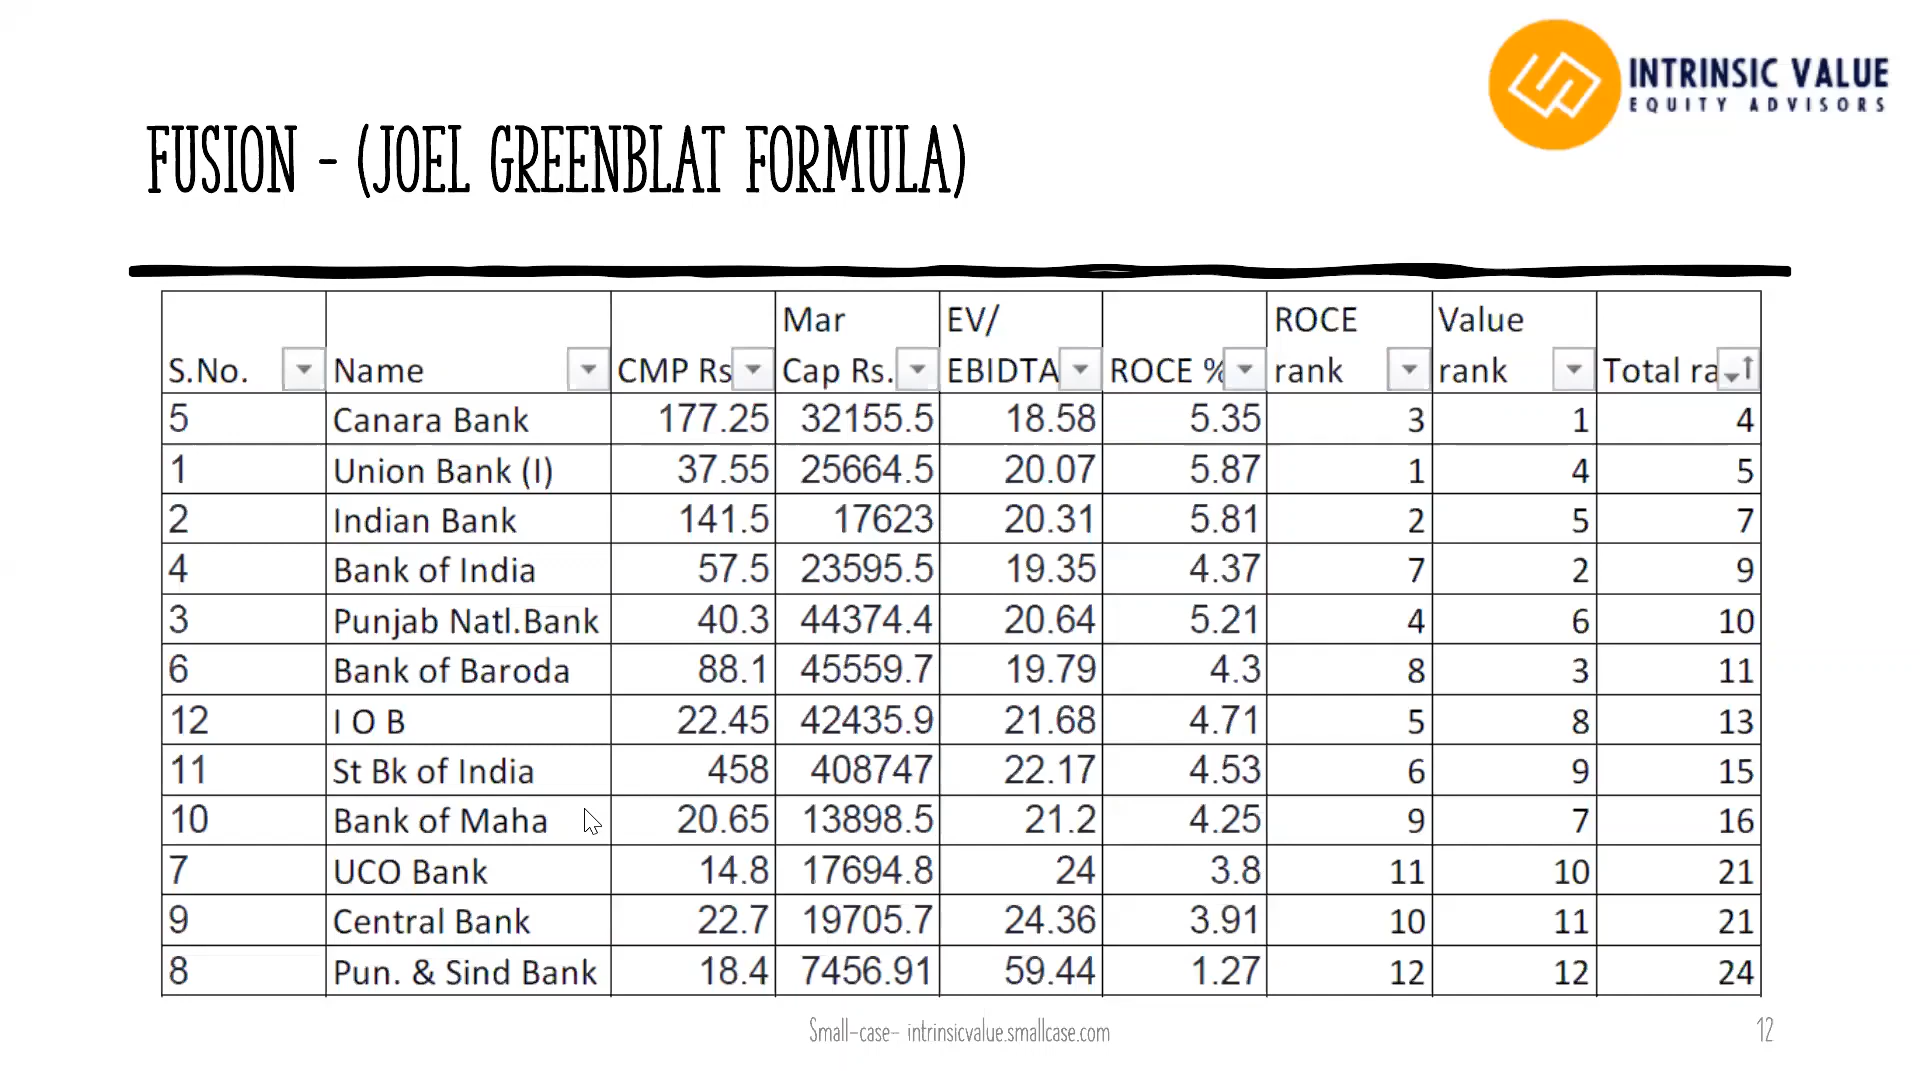 INTRINSIC VALUE
EQUITY ADVISORS
FUSION - (JOEL GREENBLAT FORMULA)
S.No. Name CMP Rs Mar Cap Rs. EV/ EBIDTA ROCE % ROCE rank Value rank Total ra
5 Canara Bank 177.25 32155.5 18.58 5.35 3 1 4
1 Union Bank (I) 37.55 25664.5 20.07 5.87 1 4 5
2 Indian Bank 141.5 17623 20.31 5.81 2 5 7
4 Bank of India 57.5 23595.5 19.35 4.37 7 2 9
3 Punjab Natl.Bank 40.3 44374.4 20.64 5.21 4 6 10
6 Bank of Baroda 88.1 45559.7 19.79 4.3 8 3 11
12 I O B 22.45 42435.9 21.68 4.71 5 8 13
11 St Bk of India 458 408747 22.17 4.53 6 9 15
10 Bank of Maha 20.65 13898.5 21.2 4.25 9 7 16
7 UCO Bank 14.8 17694.8 24 3.8 11 10 21
9 Central Bank 22.7 19705.7 24.36 3.91 10 11 21
8 Pun. & Sind Bank 18.4 7456.91 59.44 1.27 12 12 24
Small-case- intrinsicvalue.smallcase.com 12